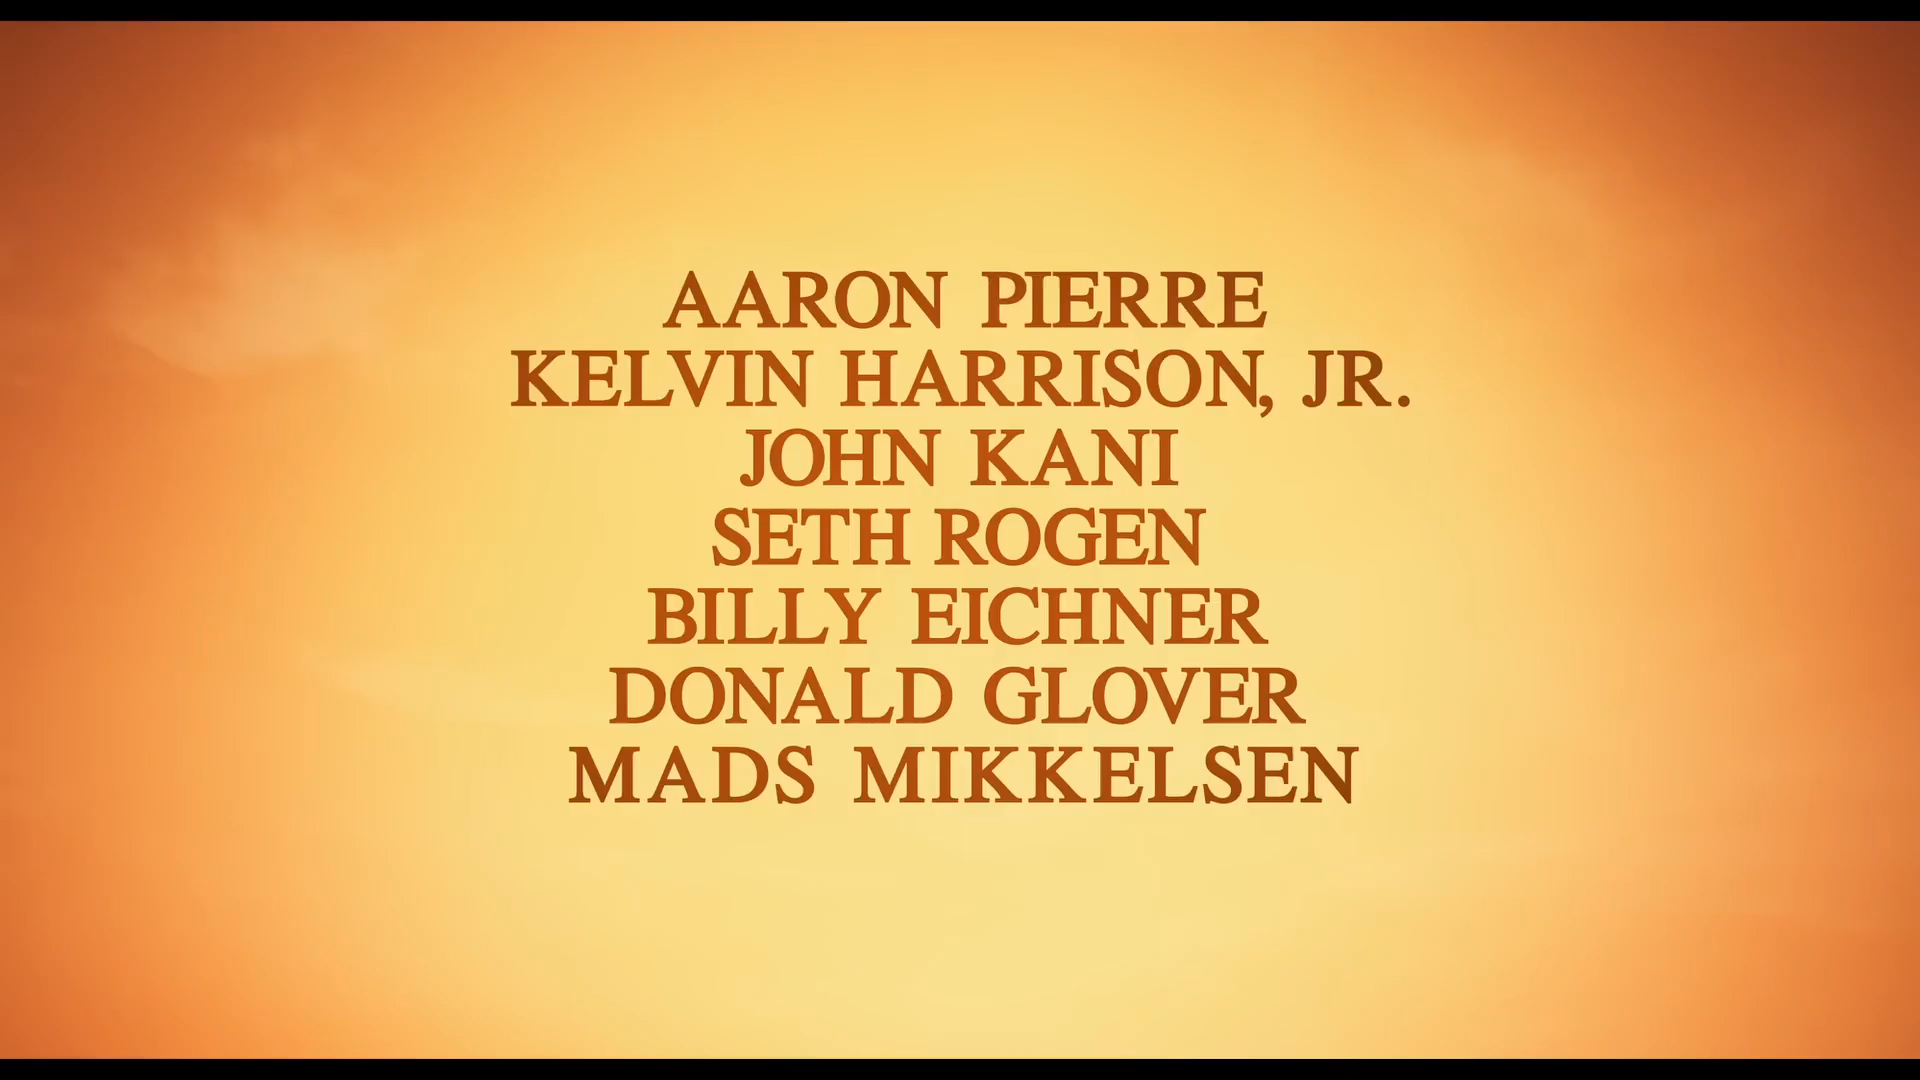 AARON PIERRE
KELVIN HARRISON, JR.
JOHN KANI
SETH ROGEN
BILLY EICHNER
DONALD GLOVER
MADS MIKKELSEN